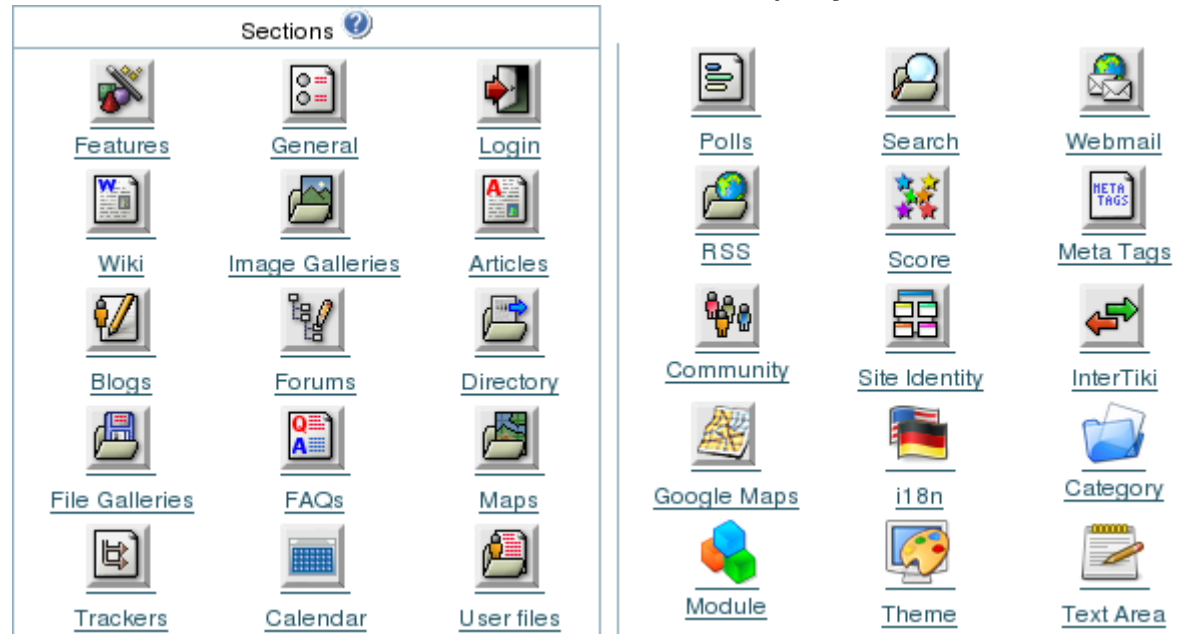 Sections ?
Features General Login
W A
Wiki Image Galleries Articles
Blogs Forums Directory
Q
A
File Galleries FAQs Maps
Trackers Calendar User files
Polls Search Webmail
META
TAGS
RSS Score Meta Tags
Community Site Identity InterTiki
Google Maps i18n Category
Module Theme Text Area